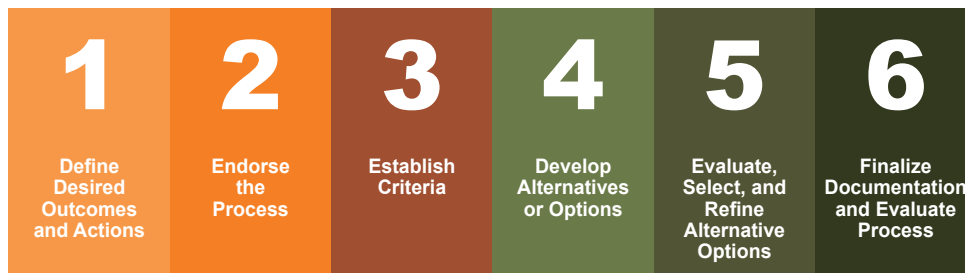 1
Define
Desired
Outcomes
and Actions
2
Endorse
the
Process
3
Establish
Criteria
4
Develop
Alternatives
or Options
5
Evaluate,
Select, and
Refine
Alternative
Options
6
Finalize
Documentation
and Evaluate
Process